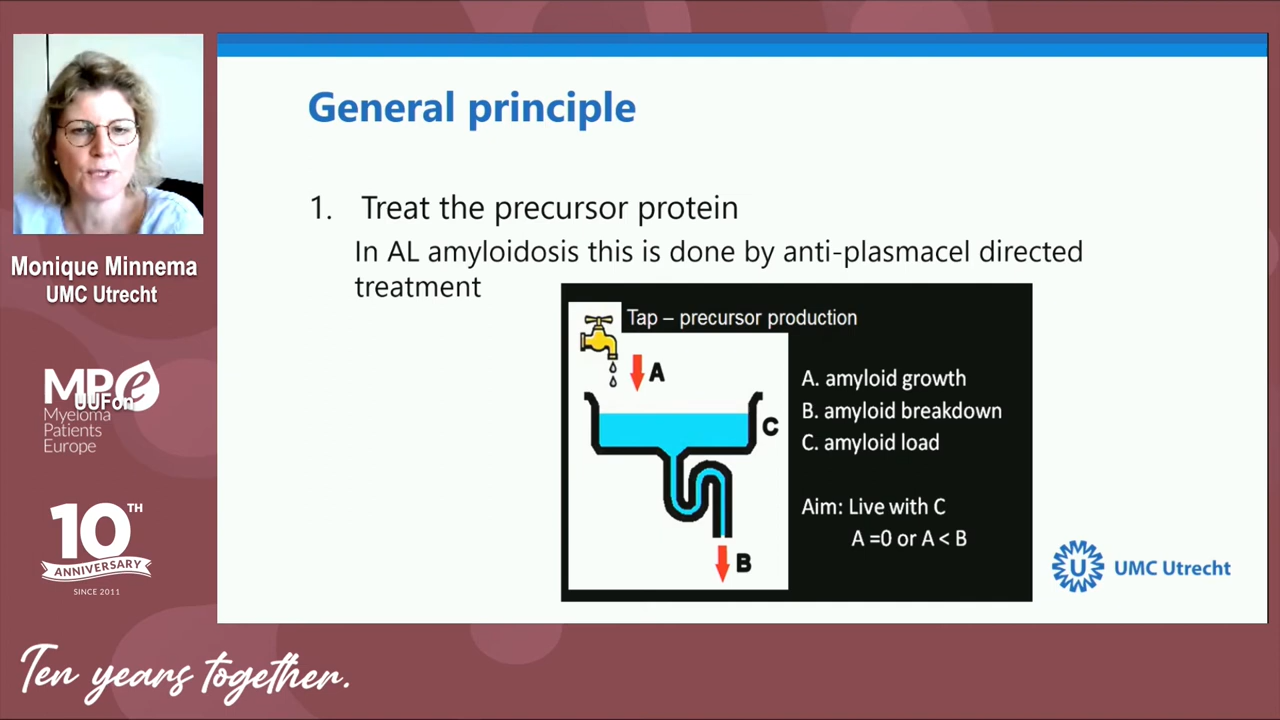 General principle
1. Treat the precursor protein
In AL amyloidosis this is done by anti-plasmacel directed
treatment
Tap – precursor production
A
C
B
A. amyloid growth
B. amyloid breakdown
C. amyloid load
Aim: Live with C
A =0 or A < B
UMC Utrecht
Monique Minnema
UMC Utrecht
MPe
UUFon
Myeloma
Patients
Europe
10TH
ANNIVERSARY
SINCE 2011
Ten years together.